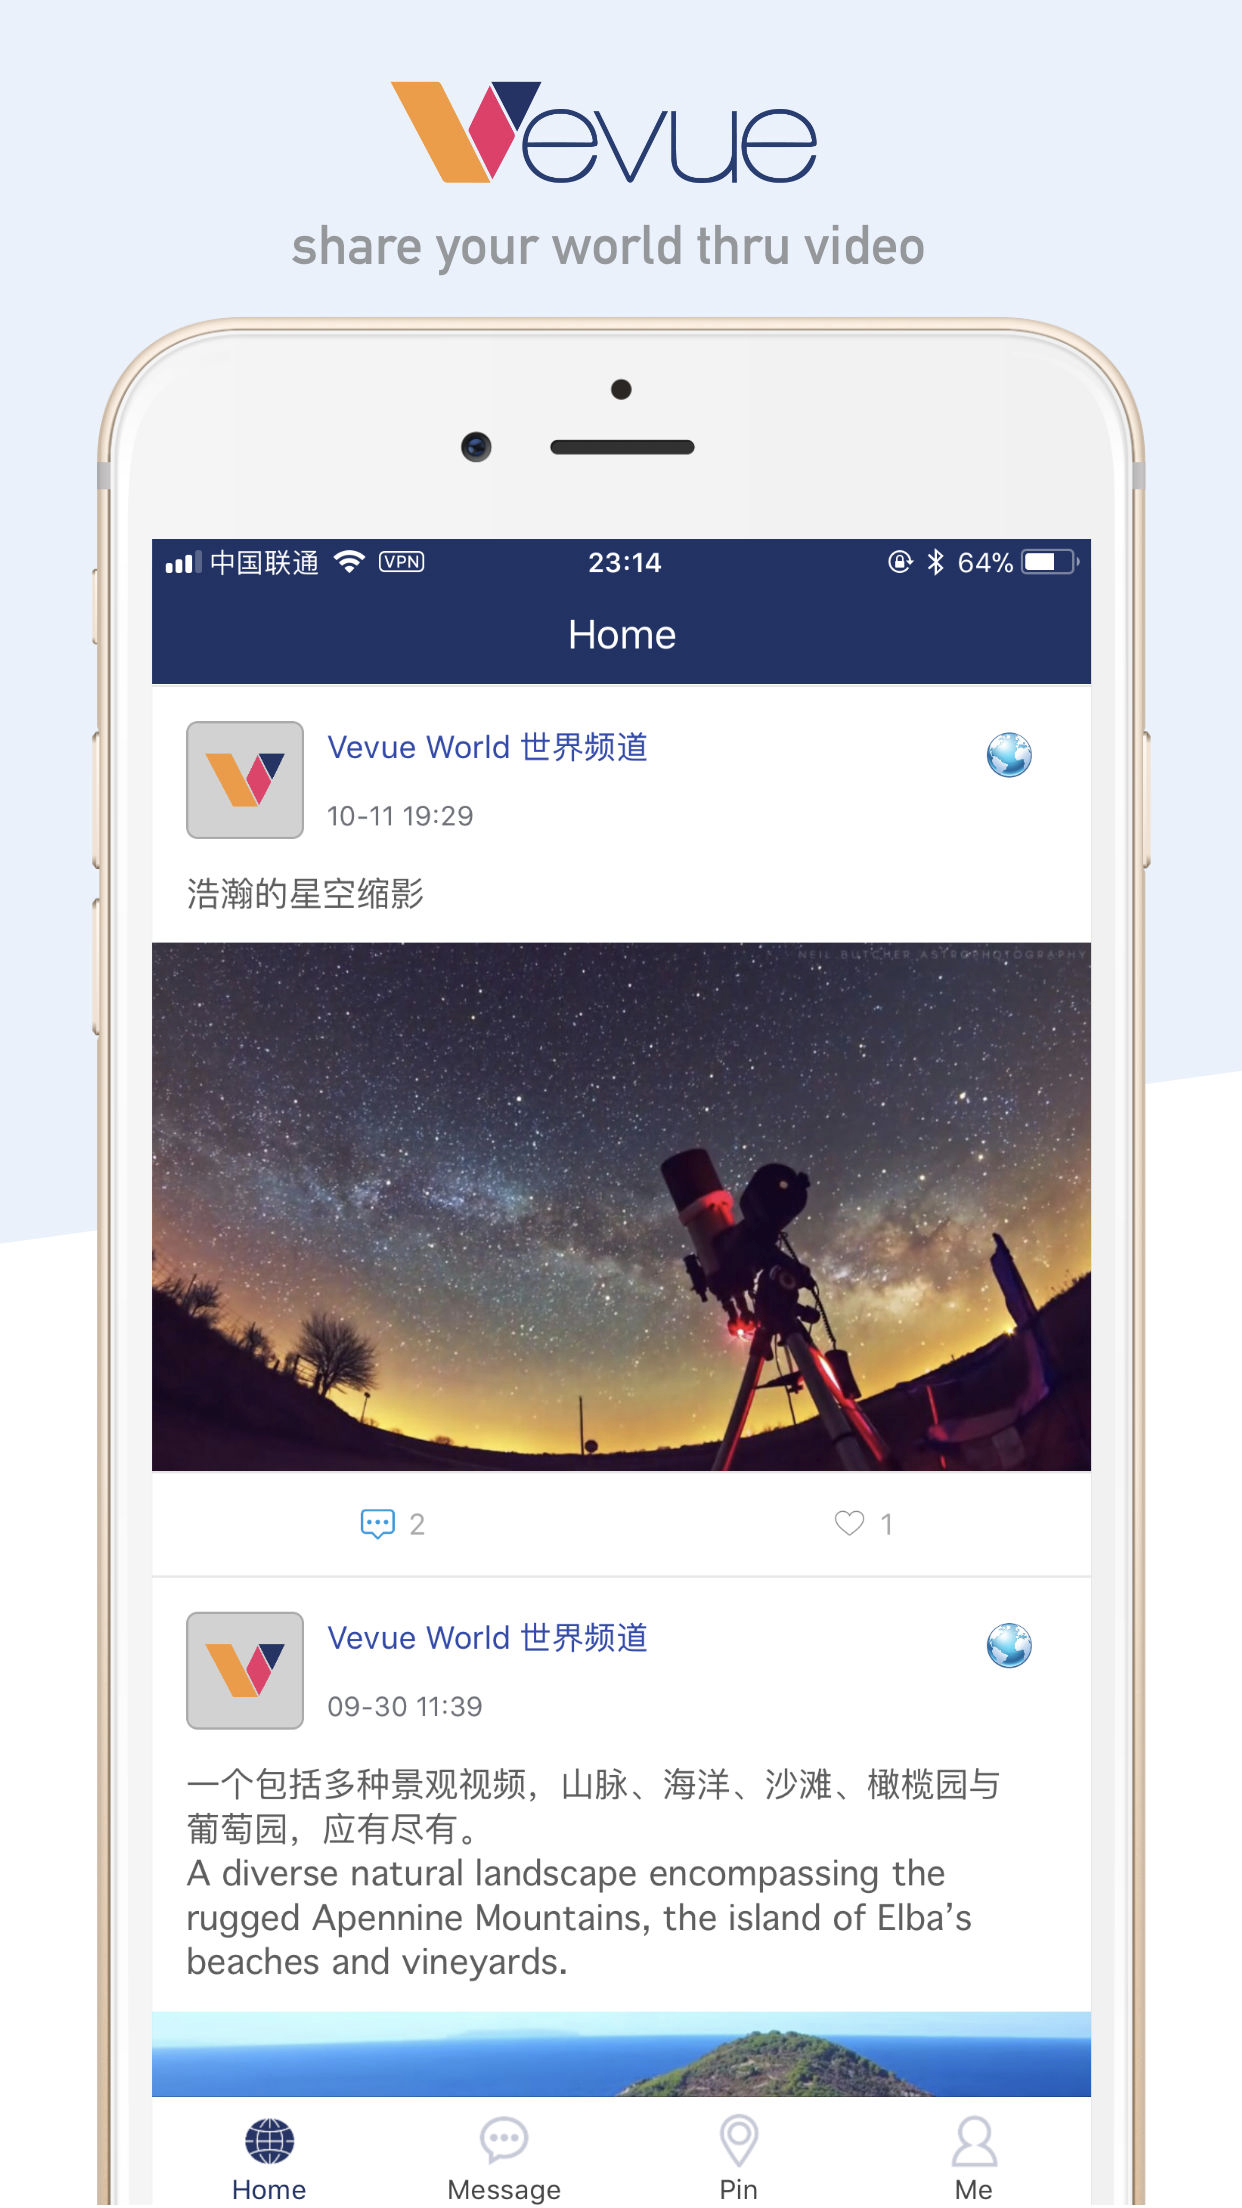 Vevue
share your world thru video
中国联通 VPN 23:14 64%
Home
Vevue World 世界频道
10-11 19:29
浩瀚的星空缩影
NEIL BUTCHER ASTROPHOTOGRAPHY
2 1
Vevue World 世界频道
09-30 11:39
一个包括多种景观视频，山脉、海洋、沙滩、橄榄园与
葡萄园，应有尽有。
A diverse natural landscape encompassing the
rugged Apennine Mountains, the island of Elba’s
beaches and vineyards.
Home Message Pin Me